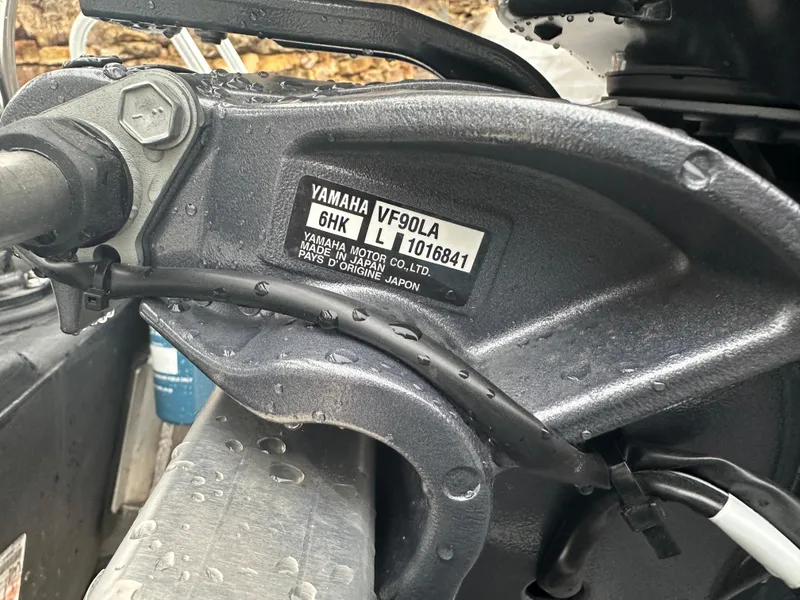 YAMAHA VF90LA
6HK L 1016841
YAMAHA MOTOR CO.,LTD.
MADE IN JAPAN
PAYS D'ORIGINE JAPON